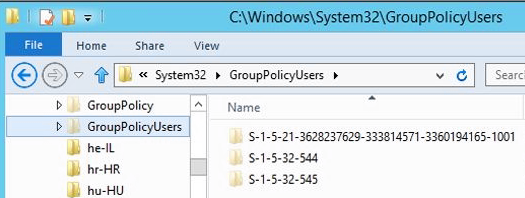 C:\Windows\System32\GroupPolicyUsers
File Home Share View
« System32 GroupPolicyUsers Searc
GroupPolicy
GroupPolicyUsers
he-IL
hr-HR
hu-HU
Name
S-1-5-21-3628237629-333814571-3360194165-1001
S-1-5-32-544
S-1-5-32-545